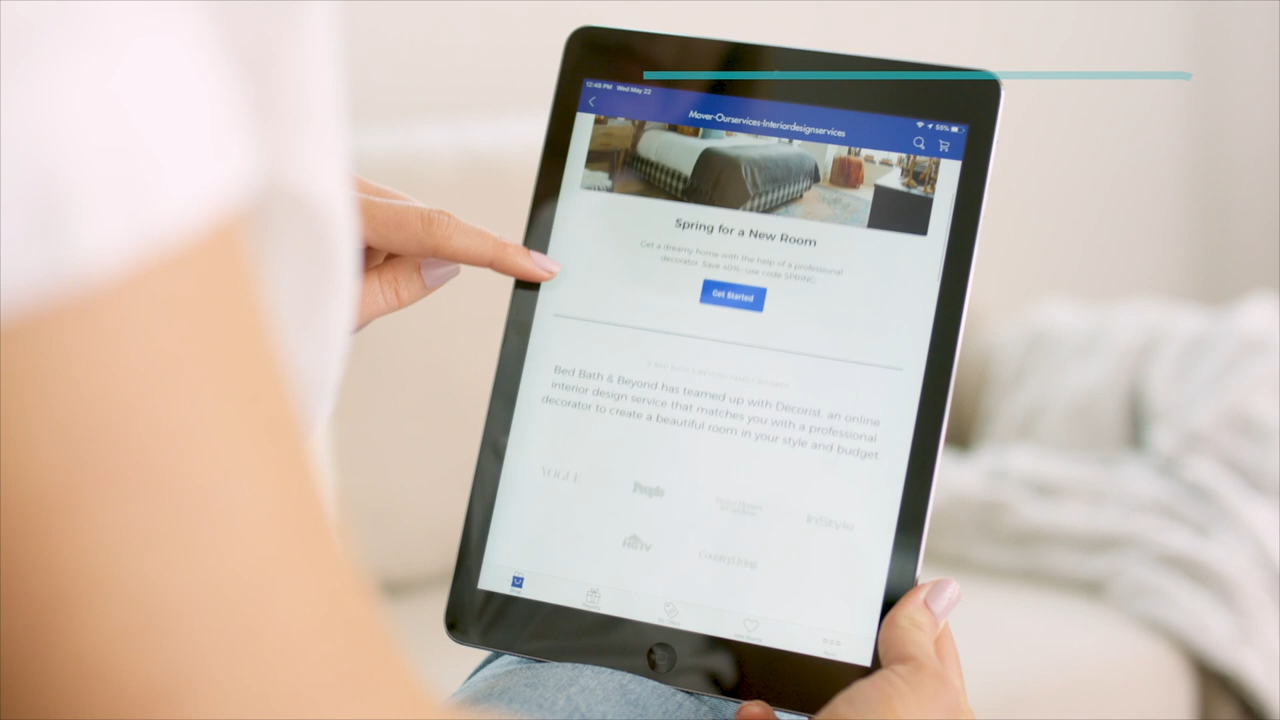 12:48 PM Wed May 22
55%
Mover-Ourservices-Interiordesignservices
Spring for a New Room
Get a dreamy home with the help of a professional
decorator. Save 40%: use code SPRING
Get Started
Bed Bath & Beyond has teamed up with Decorist, an online
interior design service that matches you with a professional
decorator to create a beautiful room in your style and budget.
VOGUE
People
InStyle
HGTV
Country Living